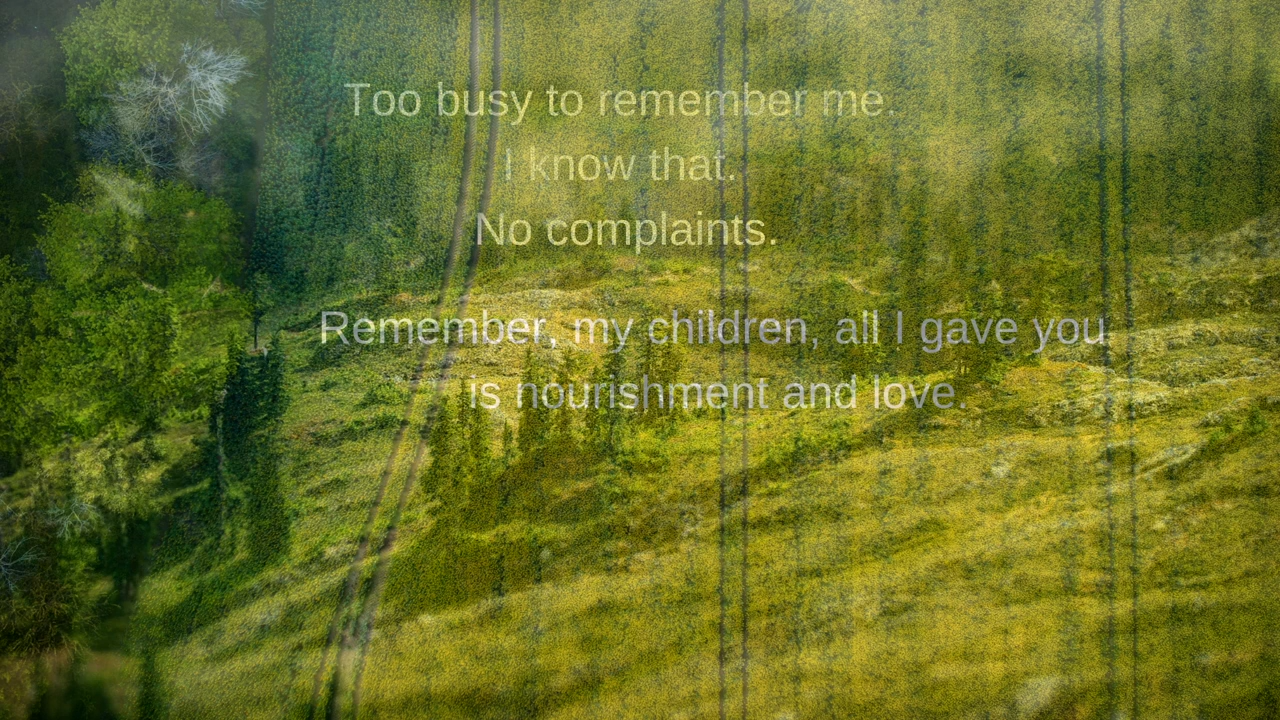 Too busy to remember me.
I know that.
No complaints.
Remember, my children, all I gave you
is nourishment and love.